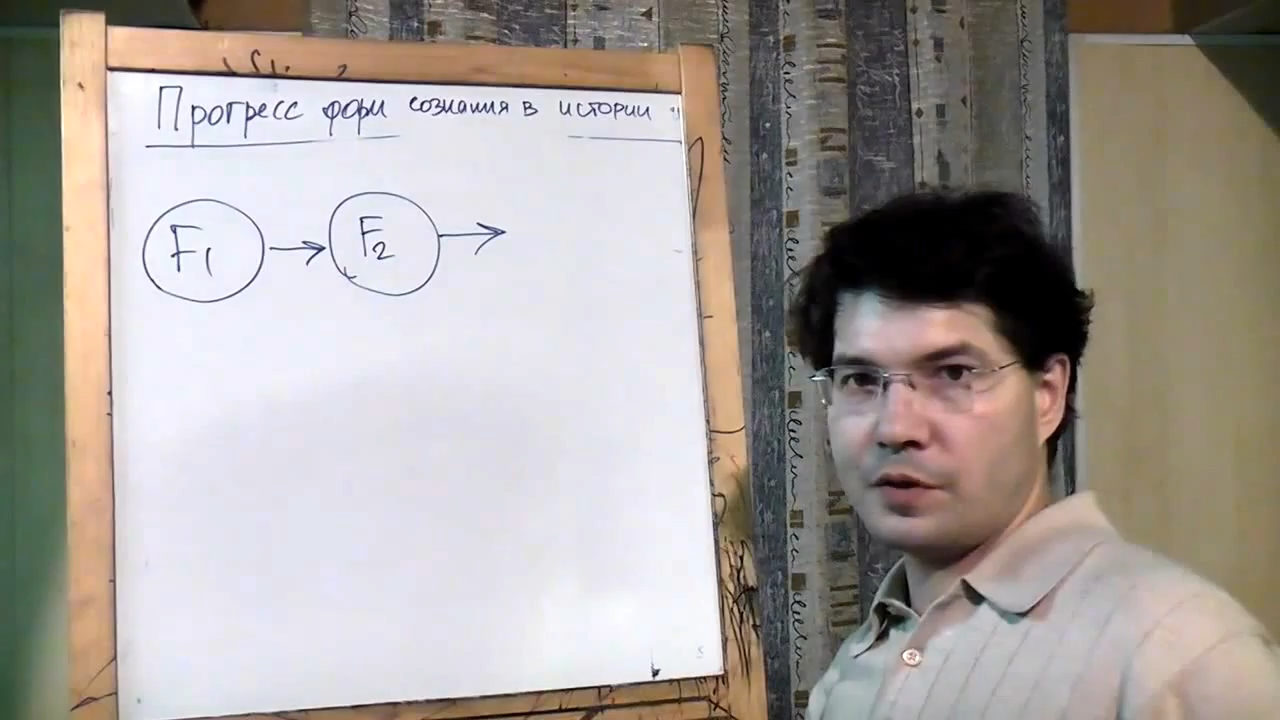 Прогресс форм сознания в истории
F1 F2